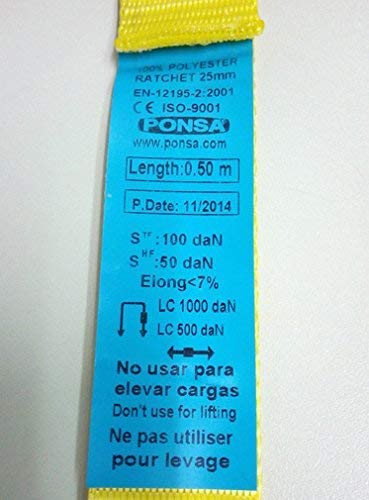 100% POLYESTER
RATCHET 25mm
EN-12195-2:2001
CE ISO-9001
PONSA®
www.ponsa.com
Length:0.50 m
P.Date: 11/2014
STF:100 daN
SHF:50 daN
Elong<7%
LC 1000 daN
LC 500 daN
No usar para
elevar cargas
Don't use for lifting
Ne pas utiliser
pour levage